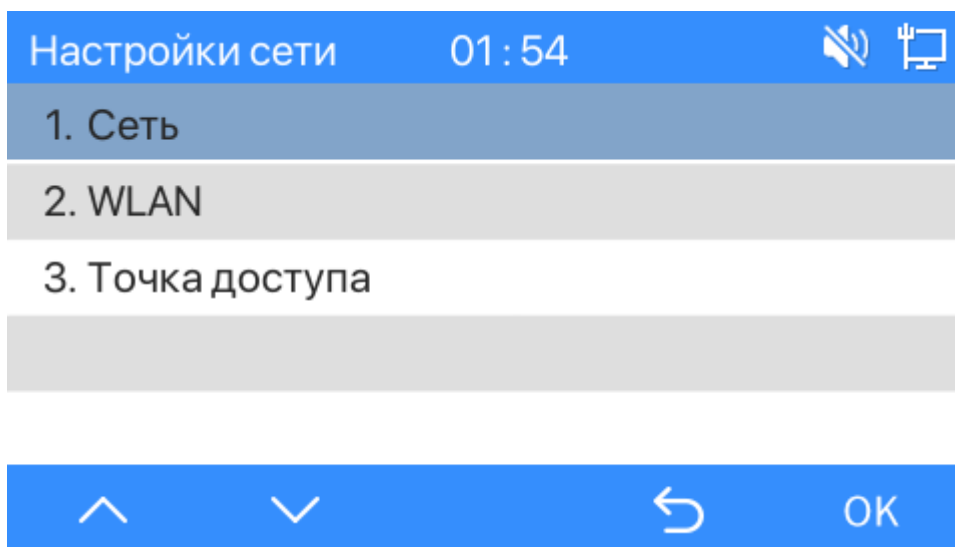 Настройки сети 01:54
1. Сеть
2. WLAN
3. Точка доступа
OK